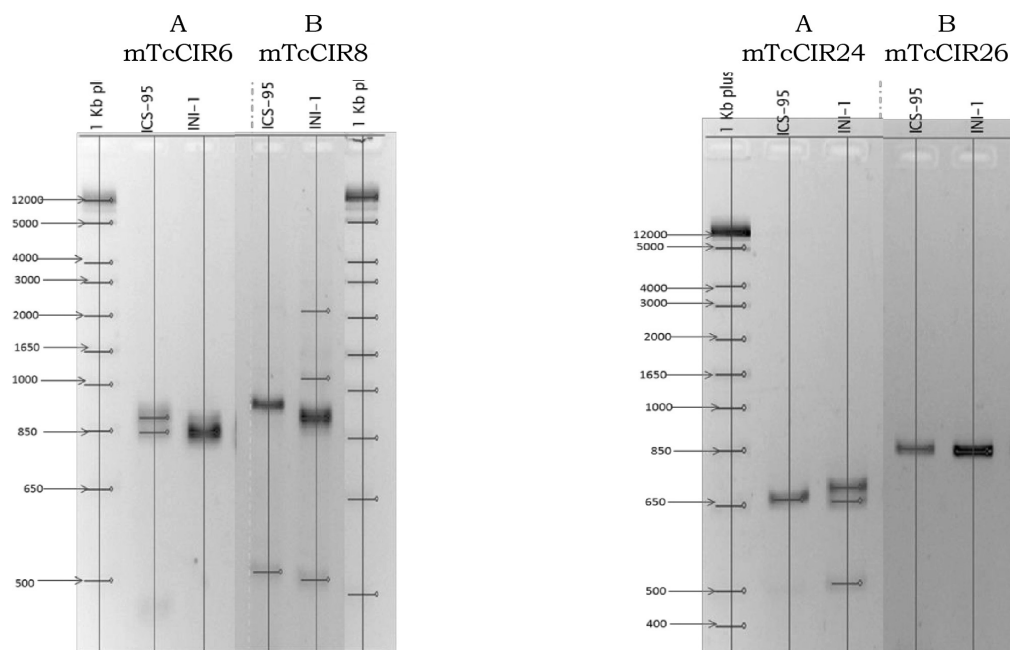 A
mTcCIR6
B
mTcCIR8
1 Kb pl
ICS-95
INI-1
ICS-95
INI-1
1 Kb pl
12000
5000
4000
3000
2000
1650
1000
850
650
500
A
mTcCIR24
B
mTcCIR26
1 Kb plus
ICS-95
INI-1
ICS-95
INI-1
12000
5000
4000
3000
2000
1650
1000
850
650
500
400